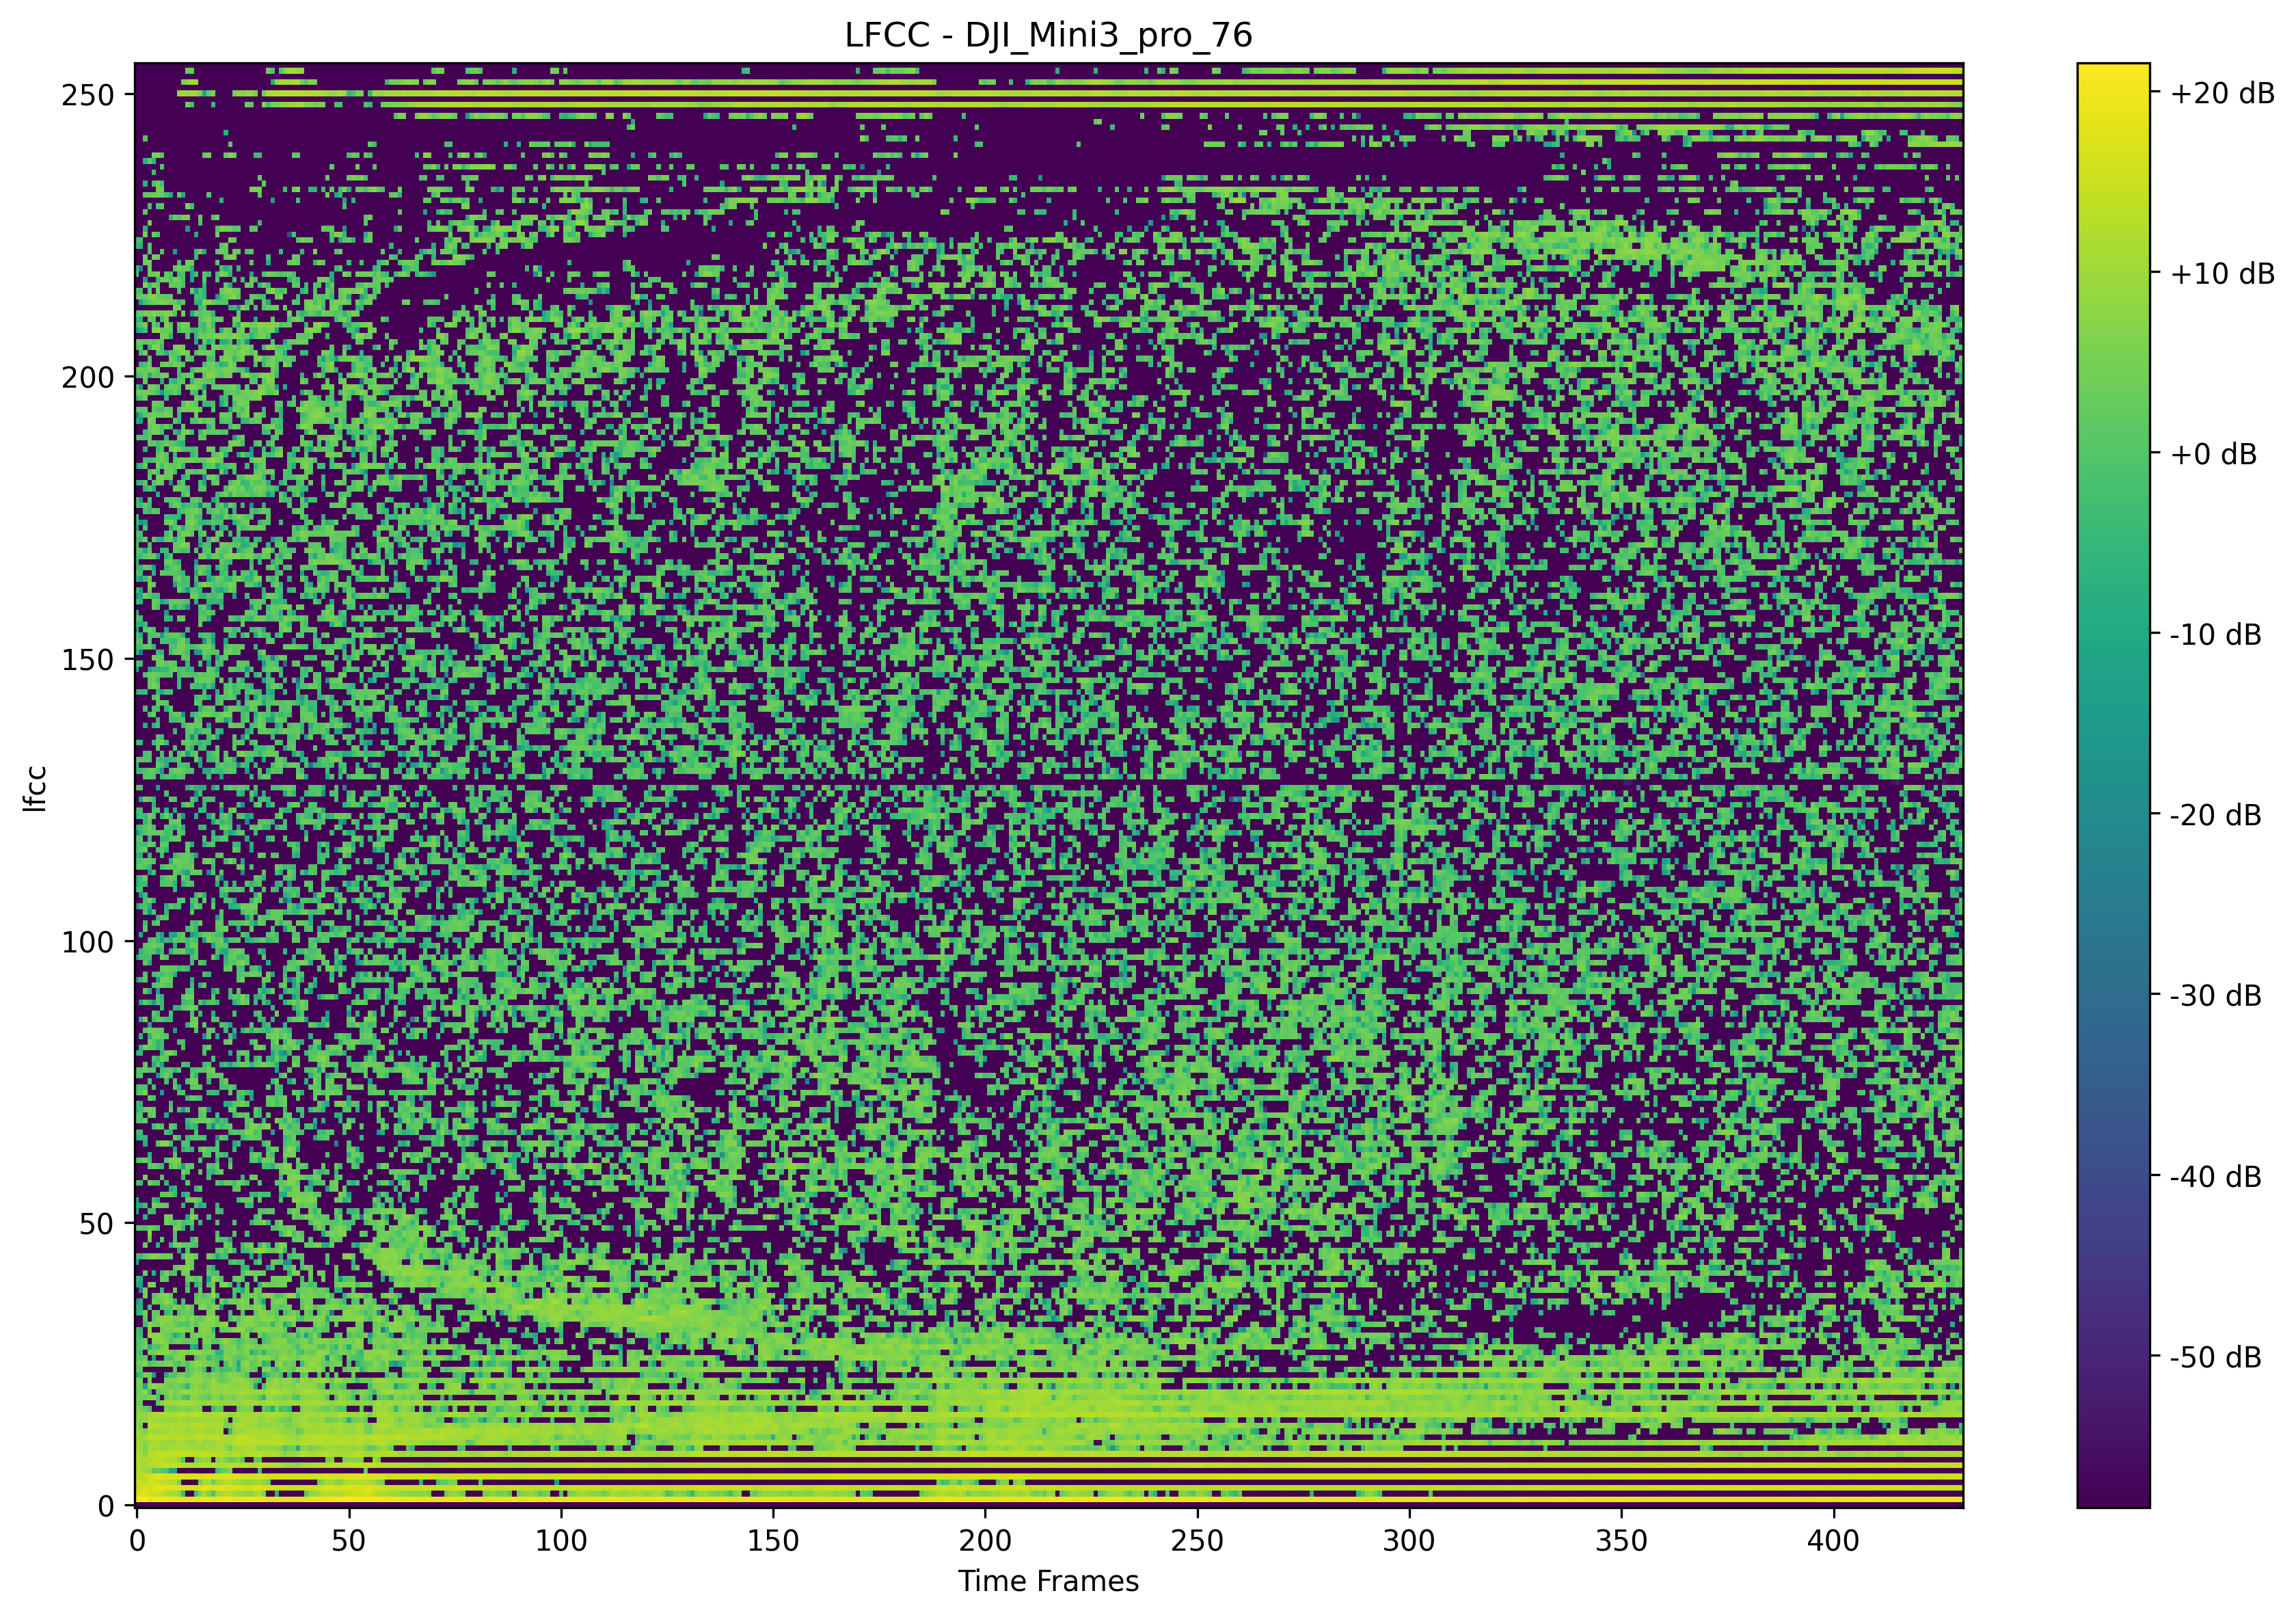 LFCC - DJI_Mini3_pro_76
250
200
150
100
50
0
lfcc
0 50 100 150 200 250 300 350 400
Time Frames
+20 dB
+10 dB
+0 dB
-10 dB
-20 dB
-30 dB
-40 dB
-50 dB